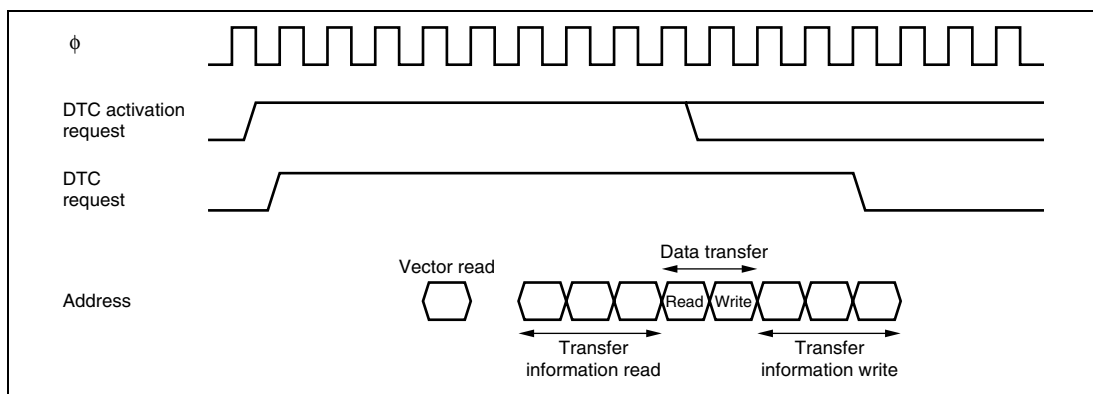 ϕ
DTC activation
request
DTC
request
Data transfer
Vector read
Address
Read
Write
Transfer
information read
Transfer
information write